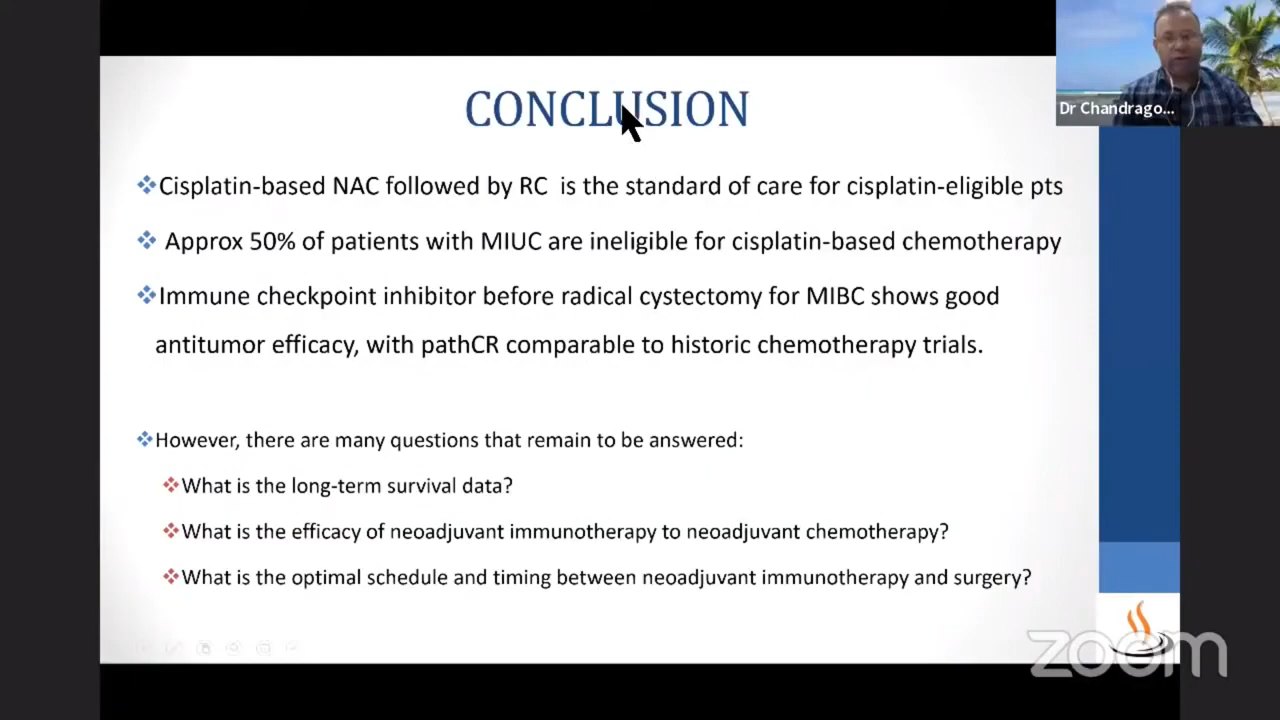 CONCLUSION
Dr Chandrago...
Cisplatin-based NAC followed by RC is the standard of care for cisplatin-eligible pts
Approx 50% of patients with MIUC are ineligible for cisplatin-based chemotherapy
Immune checkpoint inhibitor before radical cystectomy for MIBC shows good
antitumor efficacy, with pathCR comparable to historic chemotherapy trials.
However, there are many questions that remain to be answered:
What is the long-term survival data?
What is the efficacy of neoadjuvant immunotherapy to neoadjuvant chemotherapy?
What is the optimal schedule and timing between neoadjuvant immunotherapy and surgery?
zoom